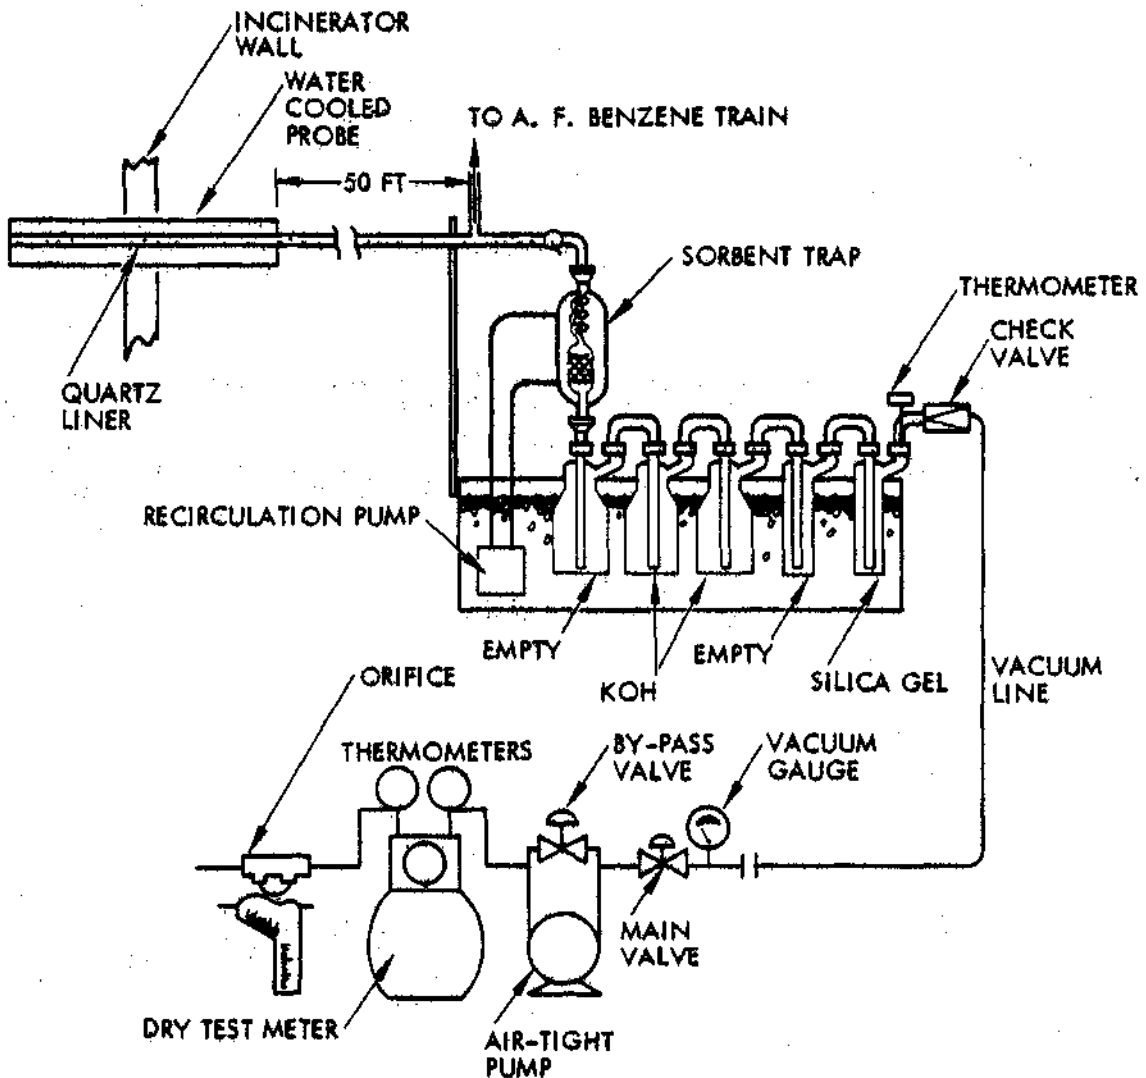 INCINERATOR
WALL
WATER
COOLED
PROBE
TO A. F. BENZENE TRAIN
50 FT
SORBENT TRAP
THERMOMETER
CHECK
VALVE
QUARTZ
LINER
RECIRCULATION PUMP
EMPTY
KOH
EMPTY
SILICA GEL
VACUUM
LINE
ORIFICE
THERMOMETERS
BY-PASS
VALVE
VACUUM
GAUGE
MAIN
VALVE
DRY TEST METER
AIR-TIGHT
PUMP